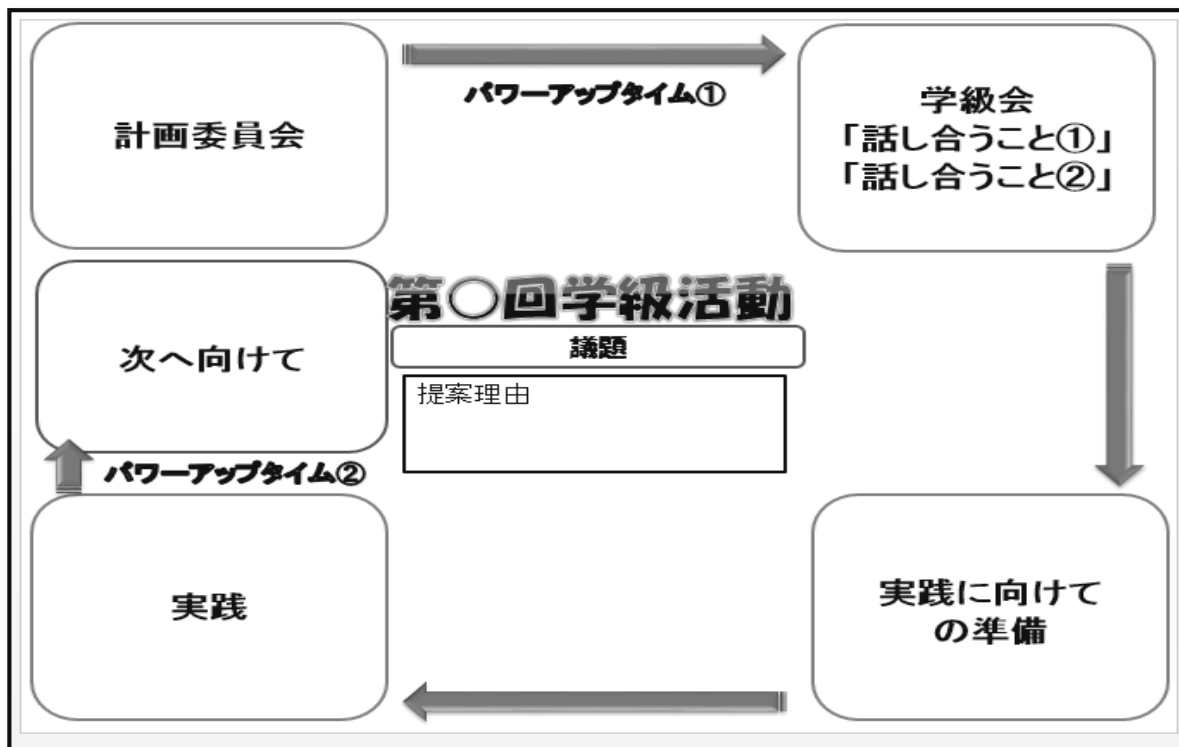 計画委員会
パワーアップタイム①
学級会
「話し合うこと①」
「話し合うこと②」
第〇回学級活動
議題
提案理由
次へ向けて
パワーアップタイム②
実践
実践に向けて
の準備